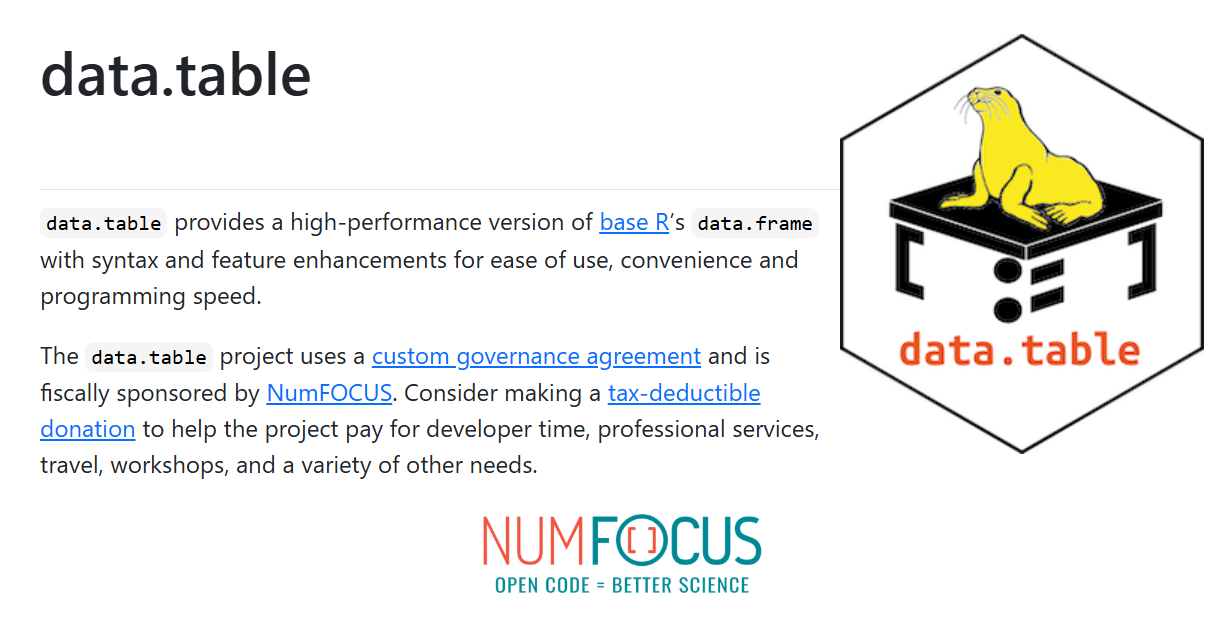 data.table
data.table provides a high-performance version of base R’s data.frame
with syntax and feature enhancements for ease of use, convenience and
programming speed.
The data.table project uses a custom governance agreement and is
fiscally sponsored by NumFOCUS. Consider making a tax-deductible
donation to help the project pay for developer time, professional services,
travel, workshops, and a variety of other needs.
[ := ]
data.table
NUMFOCUS
OPEN CODE = BETTER SCIENCE